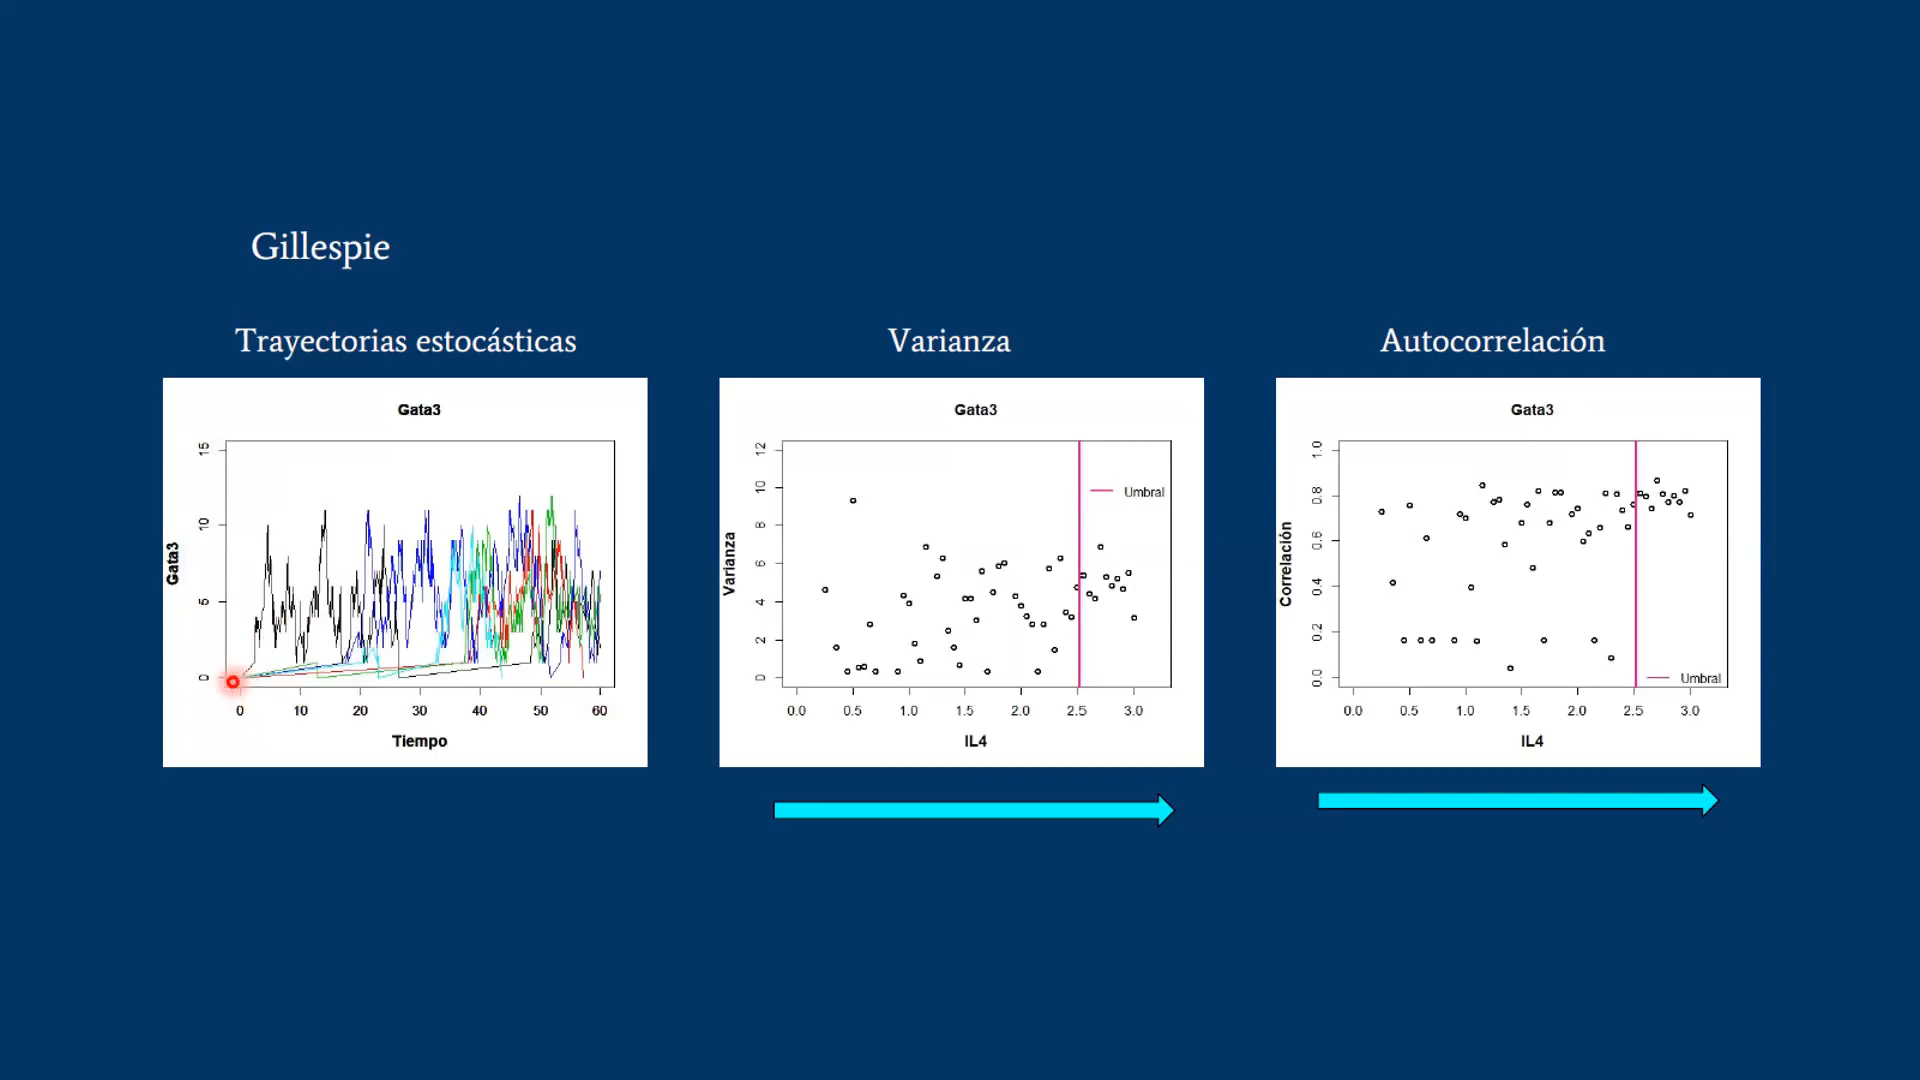 Gillespie
Trayectorias estocásticas
Gata3
15
10
5
0
Gata3
0 10 20 30 40 50 60
Tiempo
Varianza
Gata3
12
10
8
6
4
2
0
Varianza
Umbral
0.0 0.5 1.0 1.5 2.0 2.5 3.0
IL4
Autocorrelación
Gata3
1.0
0.8
0.6
0.4
0.2
0.0
Correlación
Umbral
0.0 0.5 1.0 1.5 2.0 2.5 3.0
IL4